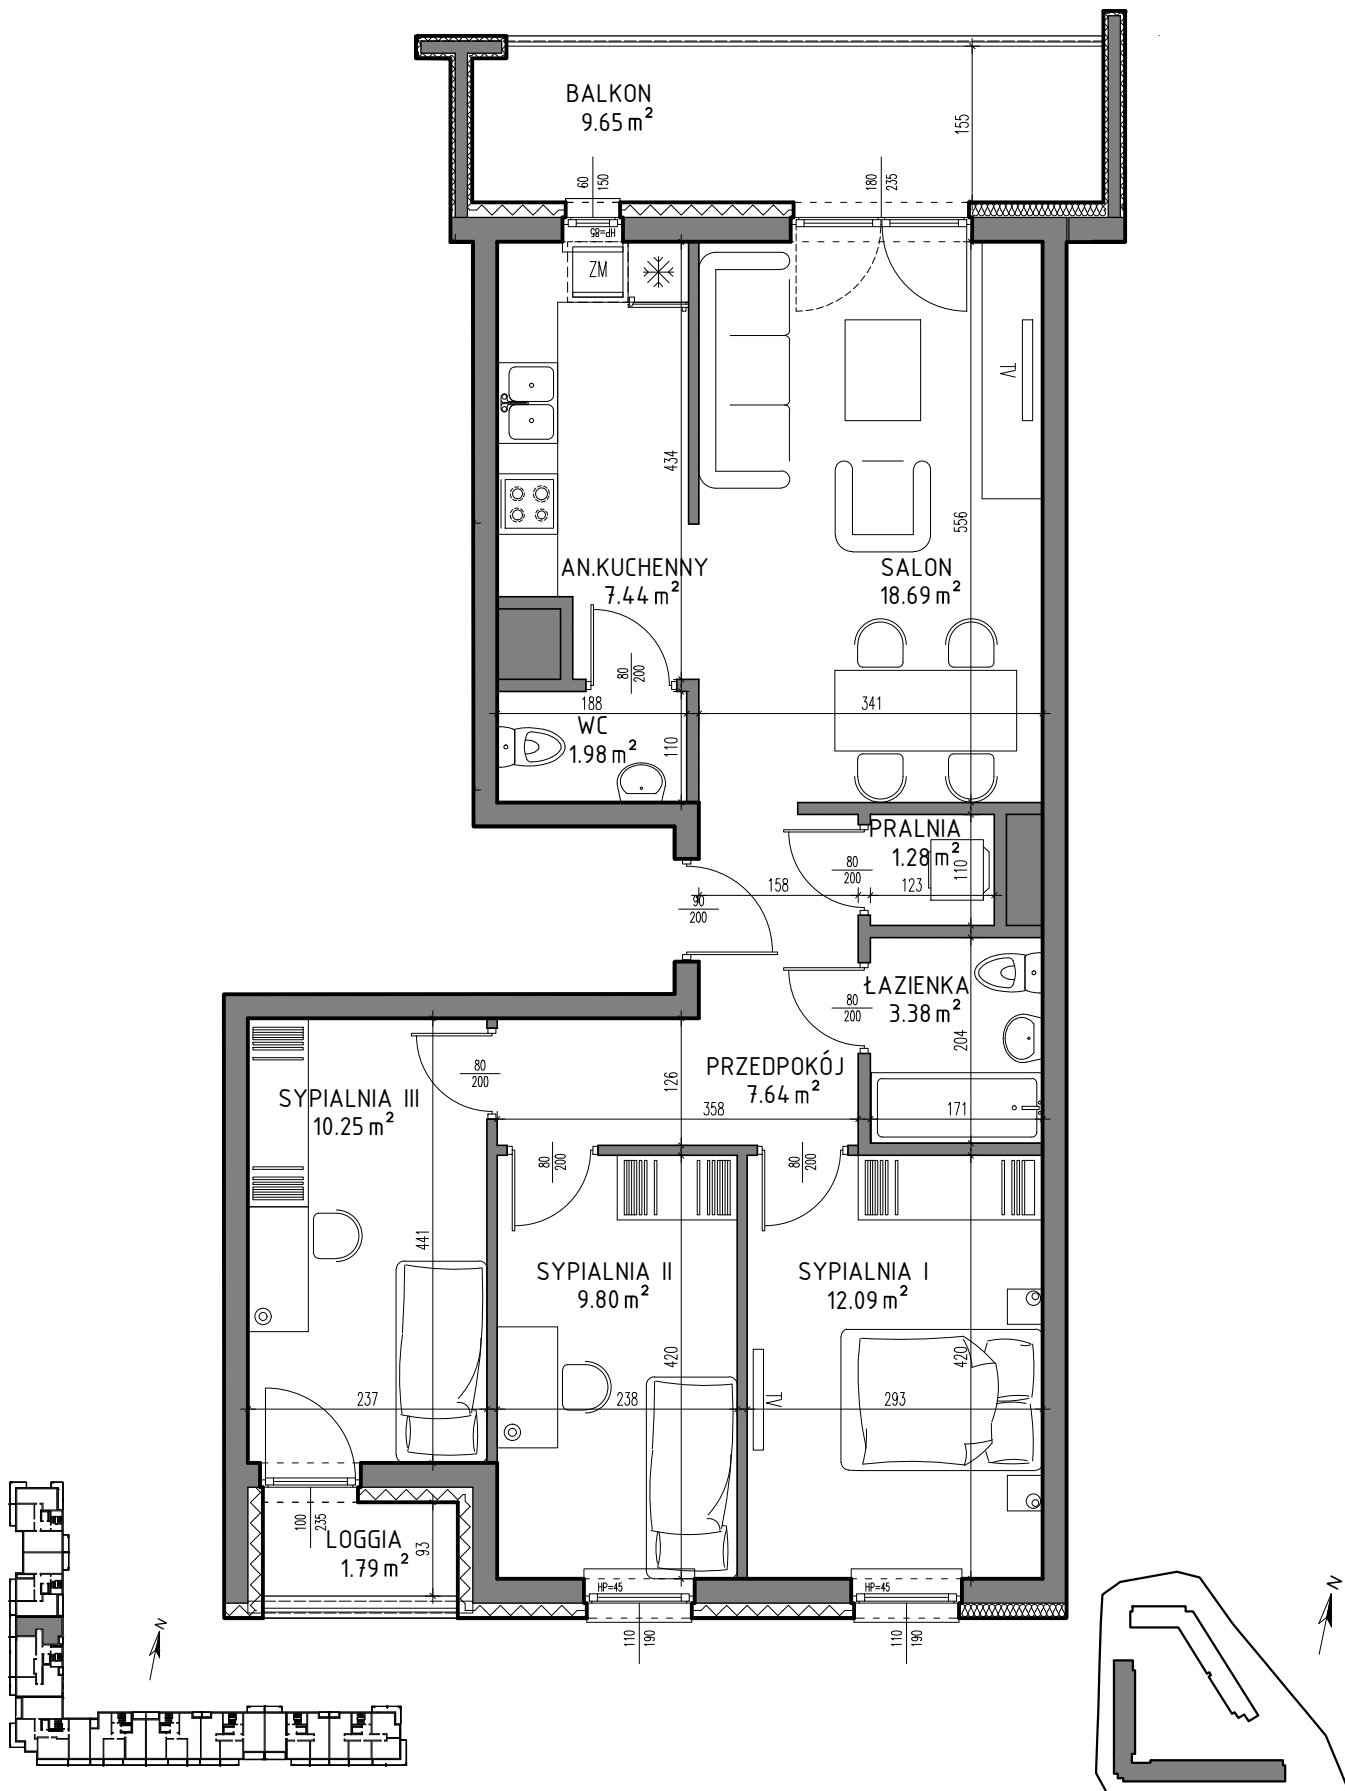 BALKON
9.65 m²
155
60
150
180
235
HP=85
ZM
TV
434
556
AN.KUCHENNY
7.44 m²
SALON
18.69 m²
80
200
188
341
WC
1.98 m²
110
PRALNIA
1.28 m²
110
80
200
158
123
90
200
ŁAZIENKA
3.38 m²
80
200
204
PRZEDPOKÓJ
7.64 m²
126
358
171
80
200
SYPIALNIA III
10.25 m²
80
200
80
200
441
SYPIALNIA II
9.80 m²
SYPIALNIA I
12.09 m²
420
420
TV
237
238
293
100
235
LOGGIA
1.79 m²
93
HP=45
HP=45
110
190
110
190
N
N